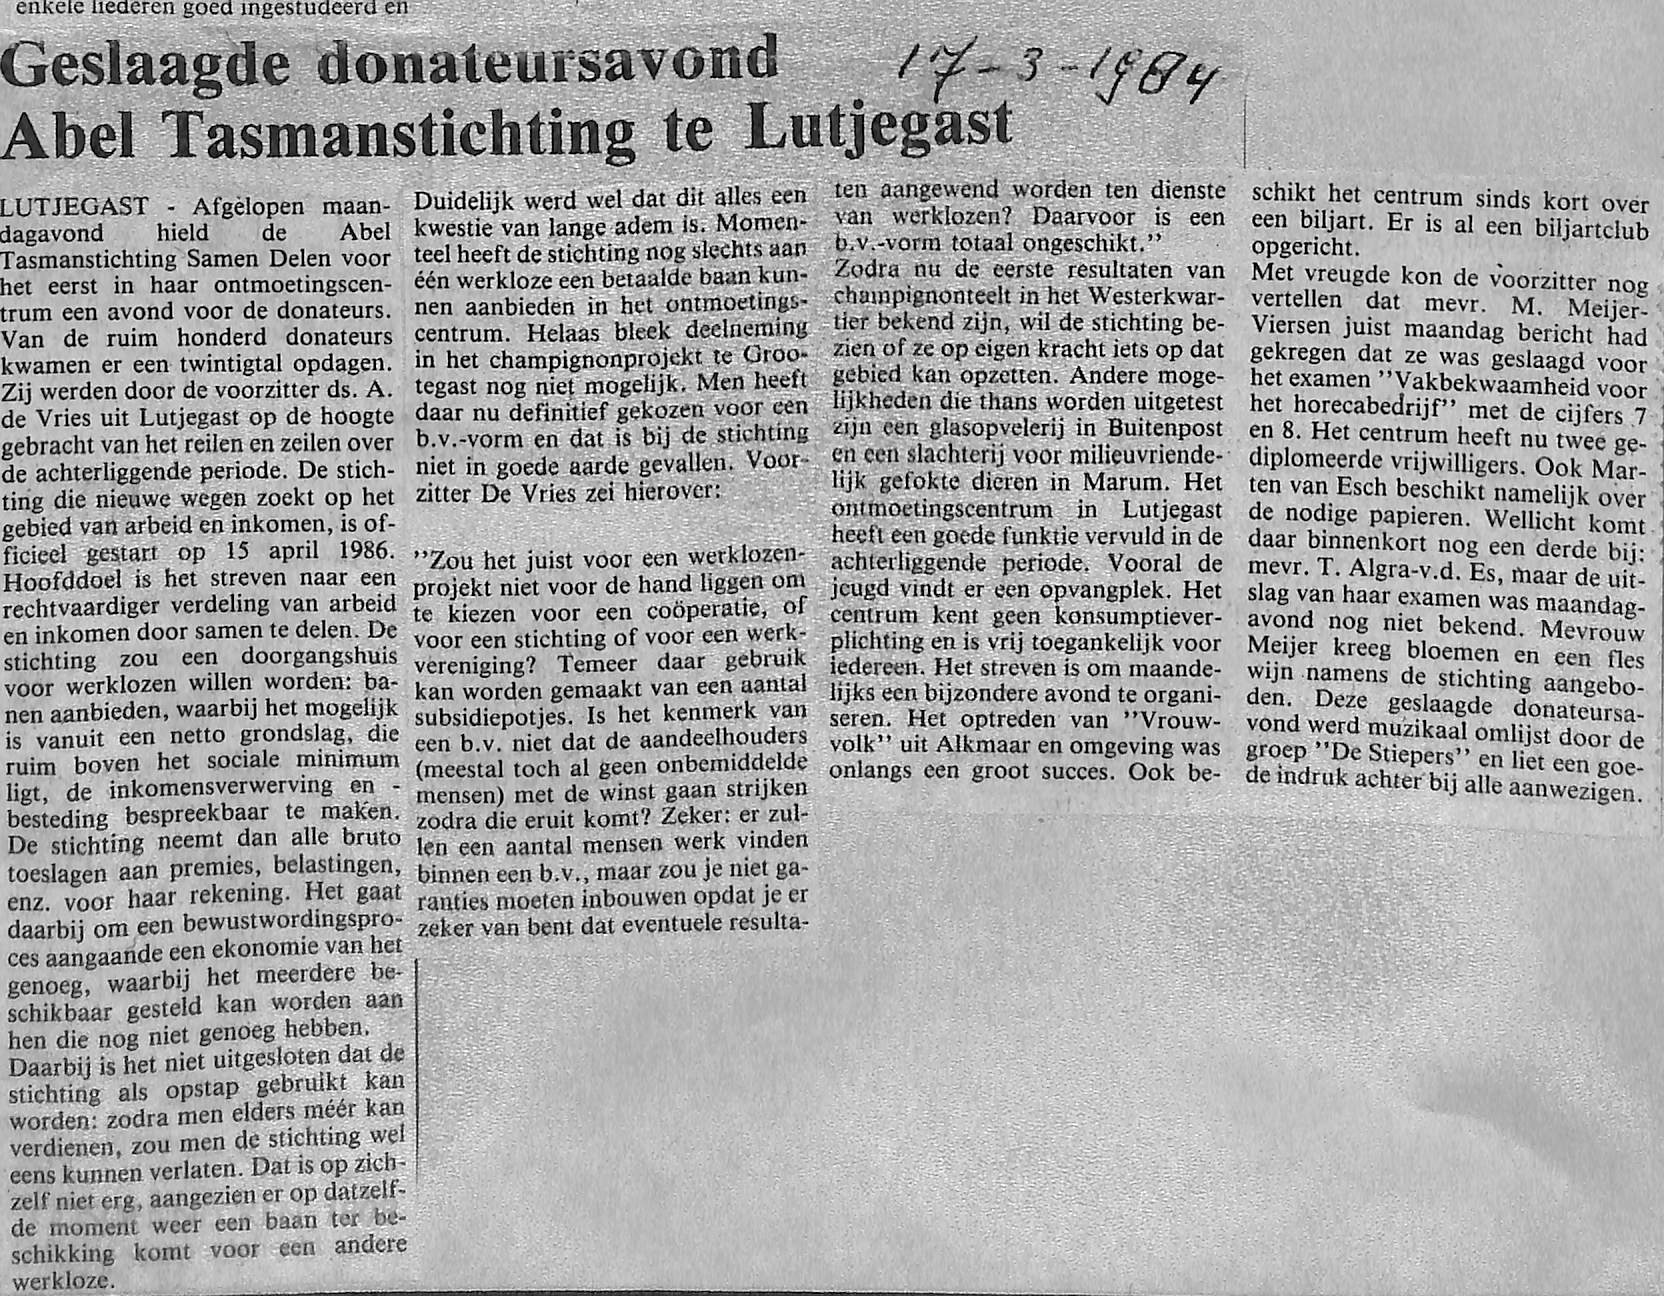 enkele liederen goed ingestudeerd en
Geslaagde donateursavond
Abel Tasmanstichting te Lutjegast
17-3-1984
LUTJEGAST - Afgelopen maan-
dagavond hield de Abel
Tasmanstichting Samen Delen voor
het eerst in haar ontmoetingscen-
trum een avond voor de donateurs.
Van de ruim honderd donateurs
kwamen er een twintigtal opdagen.
Zij werden door de voorzitter ds. A.
de Vries uit Lutjegast op de hoogte
gebracht van het reilen en zeilen over
de achterliggende periode. De stich-
ting die nieuwe wegen zoekt op het
gebied van arbeid en inkomen, is of-
ficieel gestart op 15 april 1986.
Hoofddoel is het streven naar een
rechtvaardiger verdeling van arbeid
en inkomen door samen te delen. De
stichting zou een doorgangshuis
voor werklozen willen worden: ba-
nen aanbieden, waarbij het mogelijk
is vanuit een netto grondslag, die
ruim boven het sociale minimum
ligt, de inkomensverwerving en -
besteding bespreekbaar te maken.
De stichting neemt dan alle bruto
toeslagen aan premies, belastingen,
enz. voor haar rekening. Het gaat
daarbij om een bewustwordingspro-
ces aangaande een ekonomie van het
genoeg, waarbij het meerdere be-
schikbaar gesteld kan worden aan
hen die nog niet genoeg hebben.
Daarbij is het niet uitgesloten dat de
stichting als opstap gebruikt kan
worden: zodra men elders méér kan
verdienen, zou men de stichting wel
eens kunnen verlaten. Dat is op zich-
zelf niet erg, aangezien er op datzelf-
de moment weer een baan ter be-
schikking komt voor een andere
werkloze.
Duidelijk werd wel dat dit alles een
kwestie van lange adem is. Momen-
teel heeft de stichting nog slechts aan
één werkloze een betaalde baan kun-
nen aanbieden in het ontmoetings-
centrum. Helaas bleek deelneming
in het champignonprojekt te Groo-
tegast nog niet mogelijk. Men heeft
daar nu definitief gekozen voor een
b.v.-vorm en dat is bij de stichting
niet in goede aarde gevallen. Voor-
zitter De Vries zei hierover:
"Zou het juist voor een werklozen-
projekt niet voor de hand liggen om
te kiezen voor een coöperatie, of
voor een stichting of voor een werk-
vereniging? Temeer daar gebruik
kan worden gemaakt van een aantal
subsidiepotjes. Is het kenmerk van
een b.v. niet dat de aandeelhouders
(meestal toch al geen onbemiddelde
mensen) met de winst gaan strijken
zodra die eruit komt? Zeker: er zul-
len een aantal mensen werk vinden
binnen een b.v., maar zou je niet ga-
ranties moeten inbouwen opdat je er
zeker van bent dat eventuele resulta-
ten aangewend worden ten dienste
van werklozen? Daarvoor is een
b.v.-vorm totaal ongeschikt."
Zodra nu de eerste resultaten van
champignonteelt in het Westerkwar-
tier bekend zijn, wil de stichting be-
zien of ze op eigen kracht iets op dat
gebied kan opzetten. Andere moge-
lijkheden die thans worden uitgetest
zijn een glasopvelerij in Buitenpost
en een slachterij voor milieuvriende-
lijk gefokte dieren in Marum. Het
ontmoetingscentrum in Lutjegast
heeft een goede funktie vervuld in de
achterliggende periode. Vooral de
jeugd vindt er een opvangplek. Het
centrum kent geen konsumptiever-
plichting en is vrij toegankelijk voor
iedereen. Het streven is om maande-
lijks een bijzondere avond te organi-
seren. Het optreden van "Vrouw-
volk" uit Alkmaar en omgeving was
onlangs een groot succes. Ook be-
schikt het centrum sinds kort over
een biljart. Er is al een biljartclub
opgericht.
Met vreugde kon de voorzitter nog
vertellen dat mevr. M. Meijer-
Viersen juist maandag bericht had
gekregen dat ze was geslaagd voor
het examen "Vakbekwaamheid voor
het horecabedrijf" met de cijfers 7
en 8. Het centrum heeft nu twee ge-
diplomeerde vrijwilligers. Ook Mar-
ten van Esch beschikt namelijk over
de nodige papieren. Wellicht komt
daar binnenkort nog een derde bij:
mevr. T. Algra-v.d. Es, maar de uit-
slag van haar examen was maandag-
avond nog niet bekend. Mevrouw
Meijer kreeg bloemen en een fles
wijn namens de stichting aangebo-
den. Deze geslaagde donateursa-
vond werd muzikaal omlijst door de
groep "De Stiepers" en liet een goe-
de indruk achter bij alle aanwezigen.